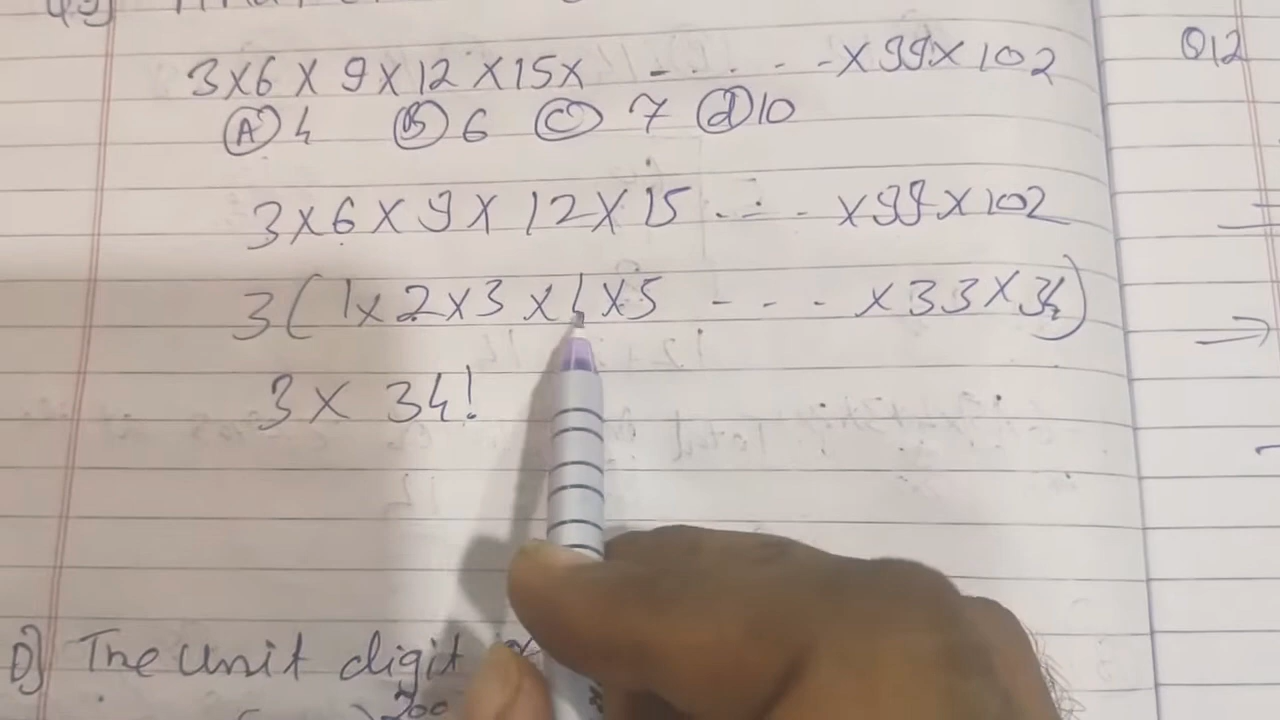 3×6×9×12×15× - - - - - ×99×102
(A) 4 (B) 6 (C) 7 (d) 10
3×6×9×12×15 - - - ×99×102
3(1×2×3×4×5 - - - ×33×34)
3× 34!
D] The unit digit
200
Q12